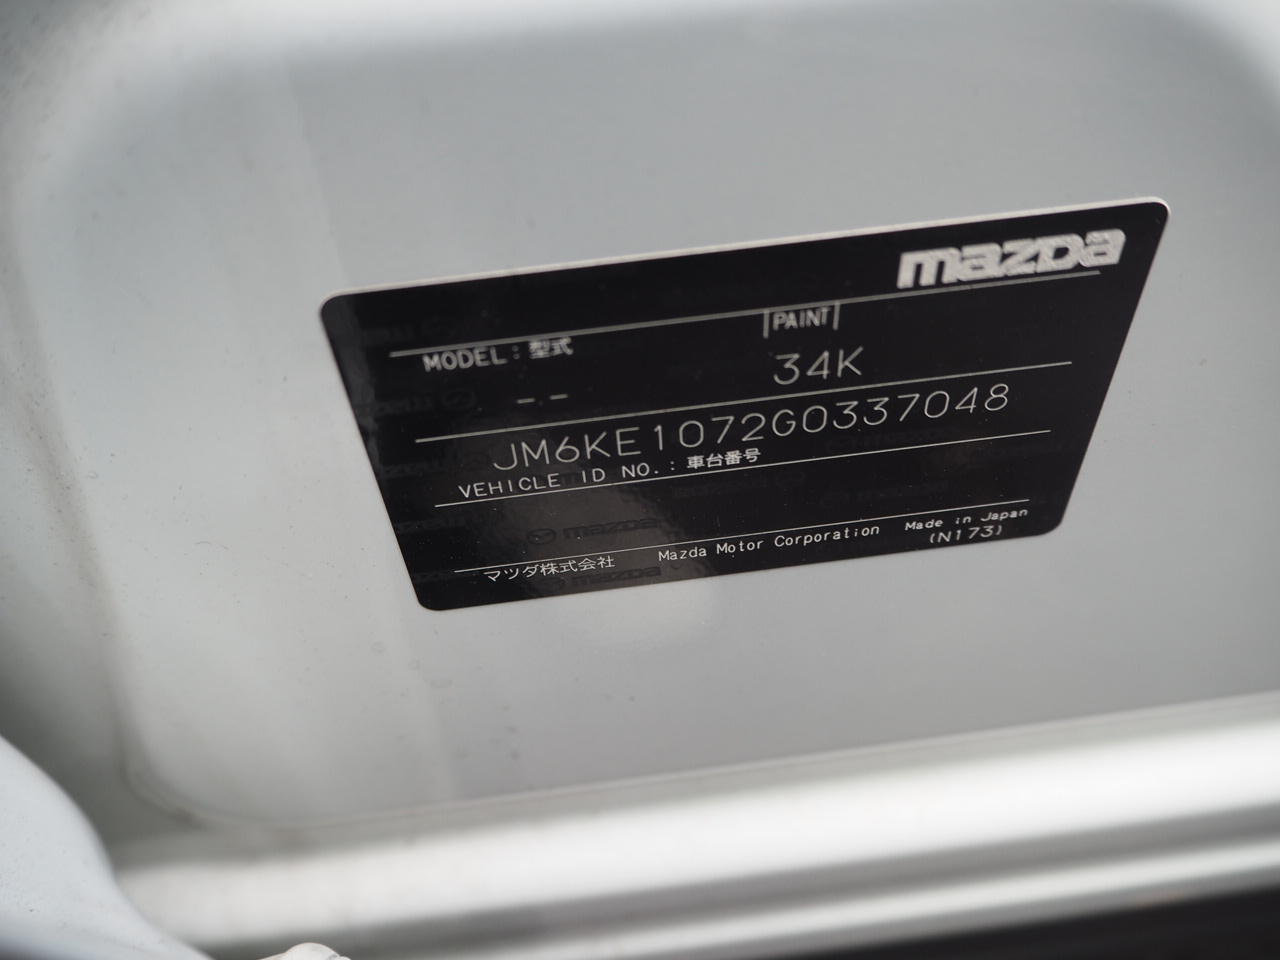 mazda
MODEL : 型式
PAINT
-.-
34K
JM6KE1072G0337048
VEHICLE ID NO. : 車台番号
マツダ株式会社 Mazda Motor Corporation Made in Japan
(N173)